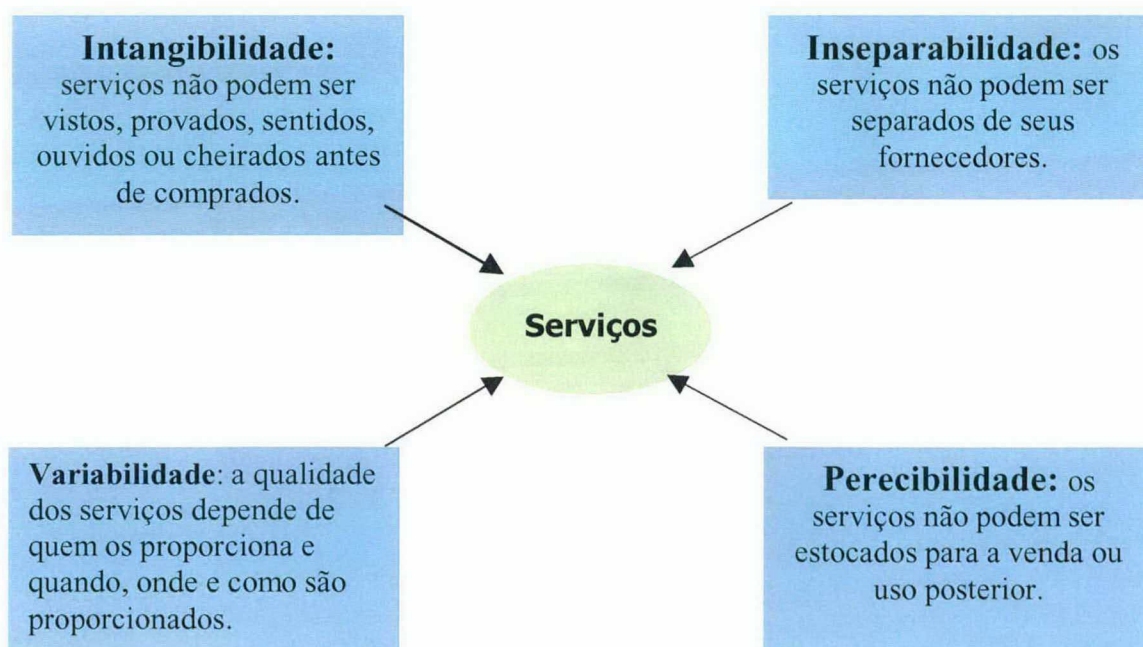 Intangibilidade:
serviços não podem ser
vistos, provados, sentidos,
ouvidos ou cheirados antes
de comprados.
Inseparabilidade: os
serviços não podem ser
separados de seus
fornecedores.
Serviços
Variabilidade: a qualidade
dos serviços depende de
quem os proporciona e
quando, onde e como são
proporcionados.
Perecibilidade: os
serviços não podem ser
estocados para a venda ou
uso posterior.